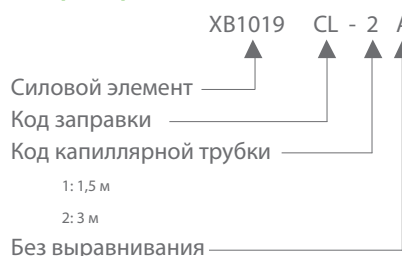 XB1019 CL - 2 A
Силовой элемент
Код заправки
Код капиллярной трубки
1: 1,5 м
2: 3 м
Без выравнивания